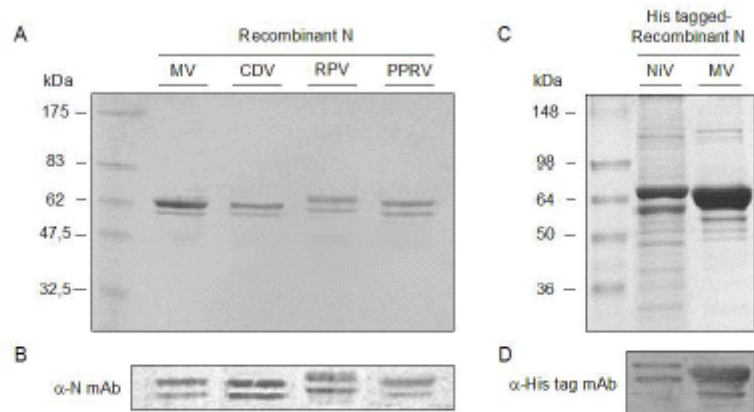 A
Recombinant N
MV CDV RPV PPRV
kDa
175
83
62
47,5
32,5
B
α-N mAb
C
His tagged-
Recombinant N
NiV MV
kDa
148
98
64
50
36
D
α-His tag mAb